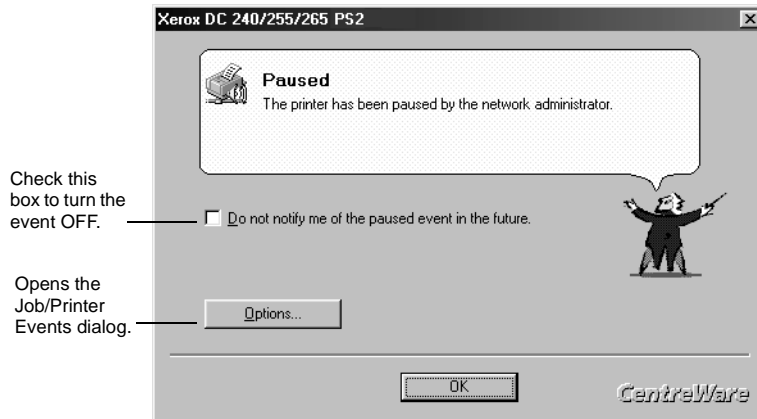 Xerox DC 240/255/265 PS2
Paused
The printer has been paused by the network administrator.
Check this
box to turn the
event OFF.
Do not notify me of the paused event in the future.
Opens the
Job/Printer
Events dialog.
Options...
OK
CentreWare